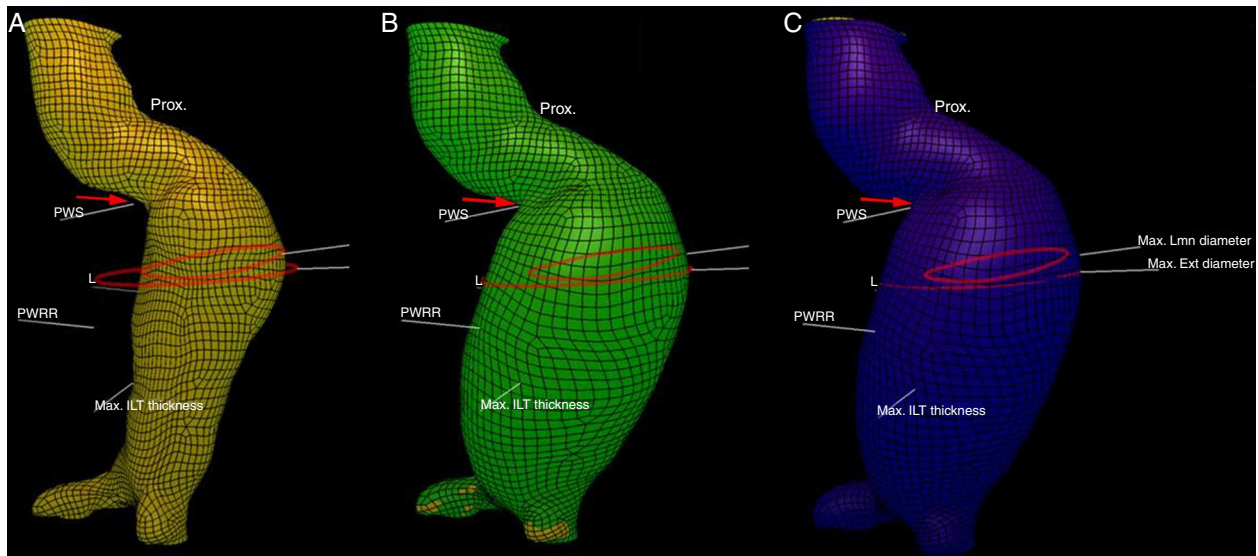 A
Prox.
PWS
L
PWRR
Max. ILT thickness
B
Prox.
PWS
L
PWRR
Max. ILT thickness
C
Prox.
PWS
Max. Lmn diameter
Max. Ext diameter
L
PWRR
Max. ILT thickness